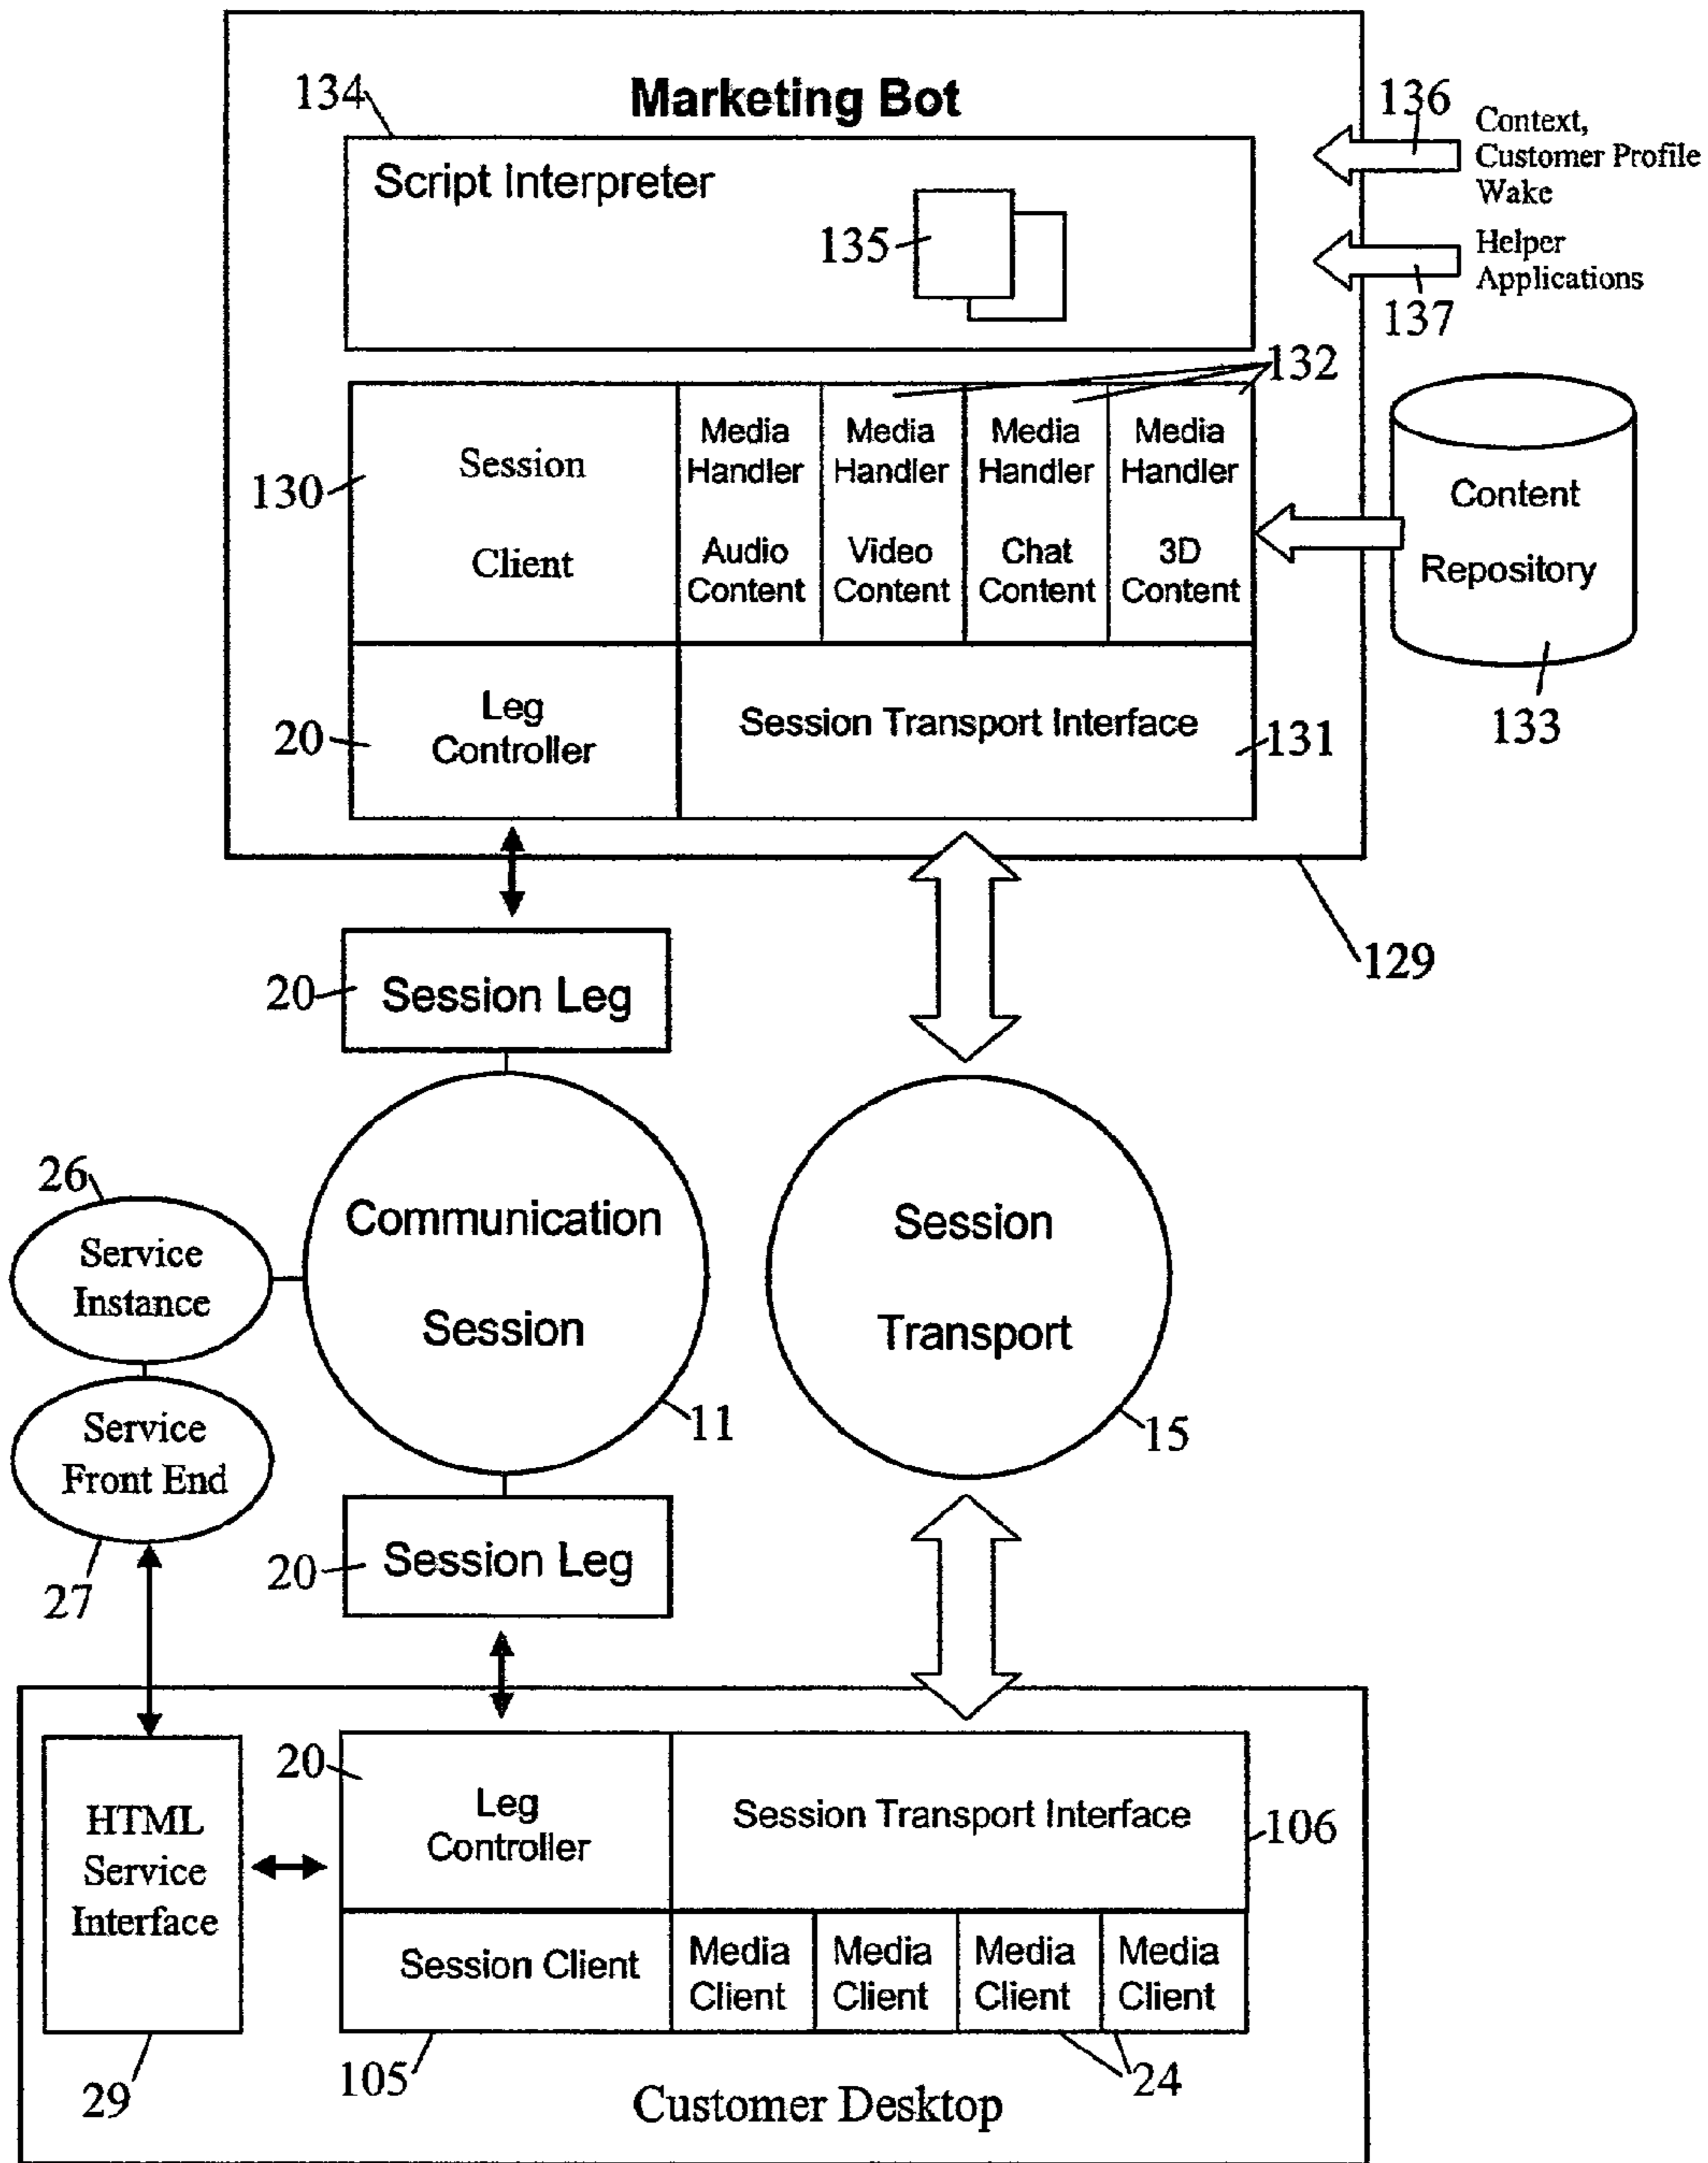 Marketing Bot
134
136
Context,
Customer Profile
Wake
Script Interpreter
135
Helper
Applications
137
132
Session
Client
130
Media
Handler
Audio
Content
Media
Handler
Video
Content
Media
Handler
Chat
Content
Media
Handler
3D
Content
Content
Repository
133
20
Leg
Controller
Session Transport Interface
131
129
20
Session Leg
26
Service
Instance
Communication
Session
11
Session
Transport
15
Service
Front End
27
20
Session Leg
HTML
Service
Interface
29
20
Leg
Controller
Session Transport Interface
106
Session Client
Media
Client
Media
Client
Media
Client
Media
Client
105
24
Customer Desktop